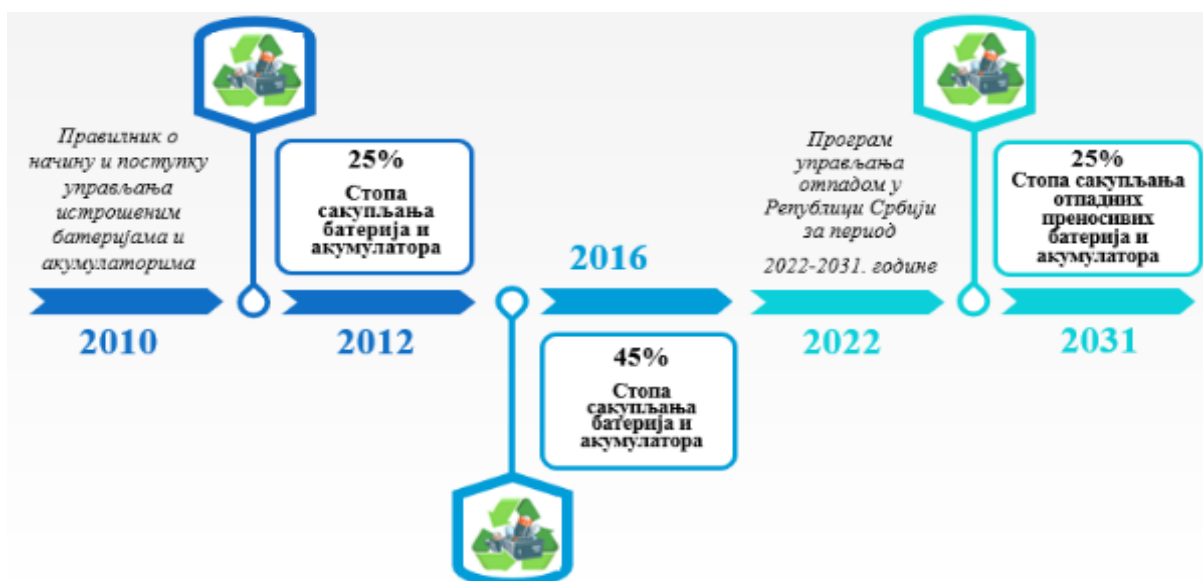 Правилник о
начину и поступку
управљања
истрошеним
батеријама и
акумулаторима
2010
25%
Стопа
сакупљања
батерија и
акумулатора
2012
2016
45%
Стопа
сакупљања
батерија и
акумулатора
Програм
управљања
отпадом у
Републици Србији
за период
2022-2031. године
2022
25%
Стопа сакупљања
отпадних
преносивих
батерија и
акумулатора
2031